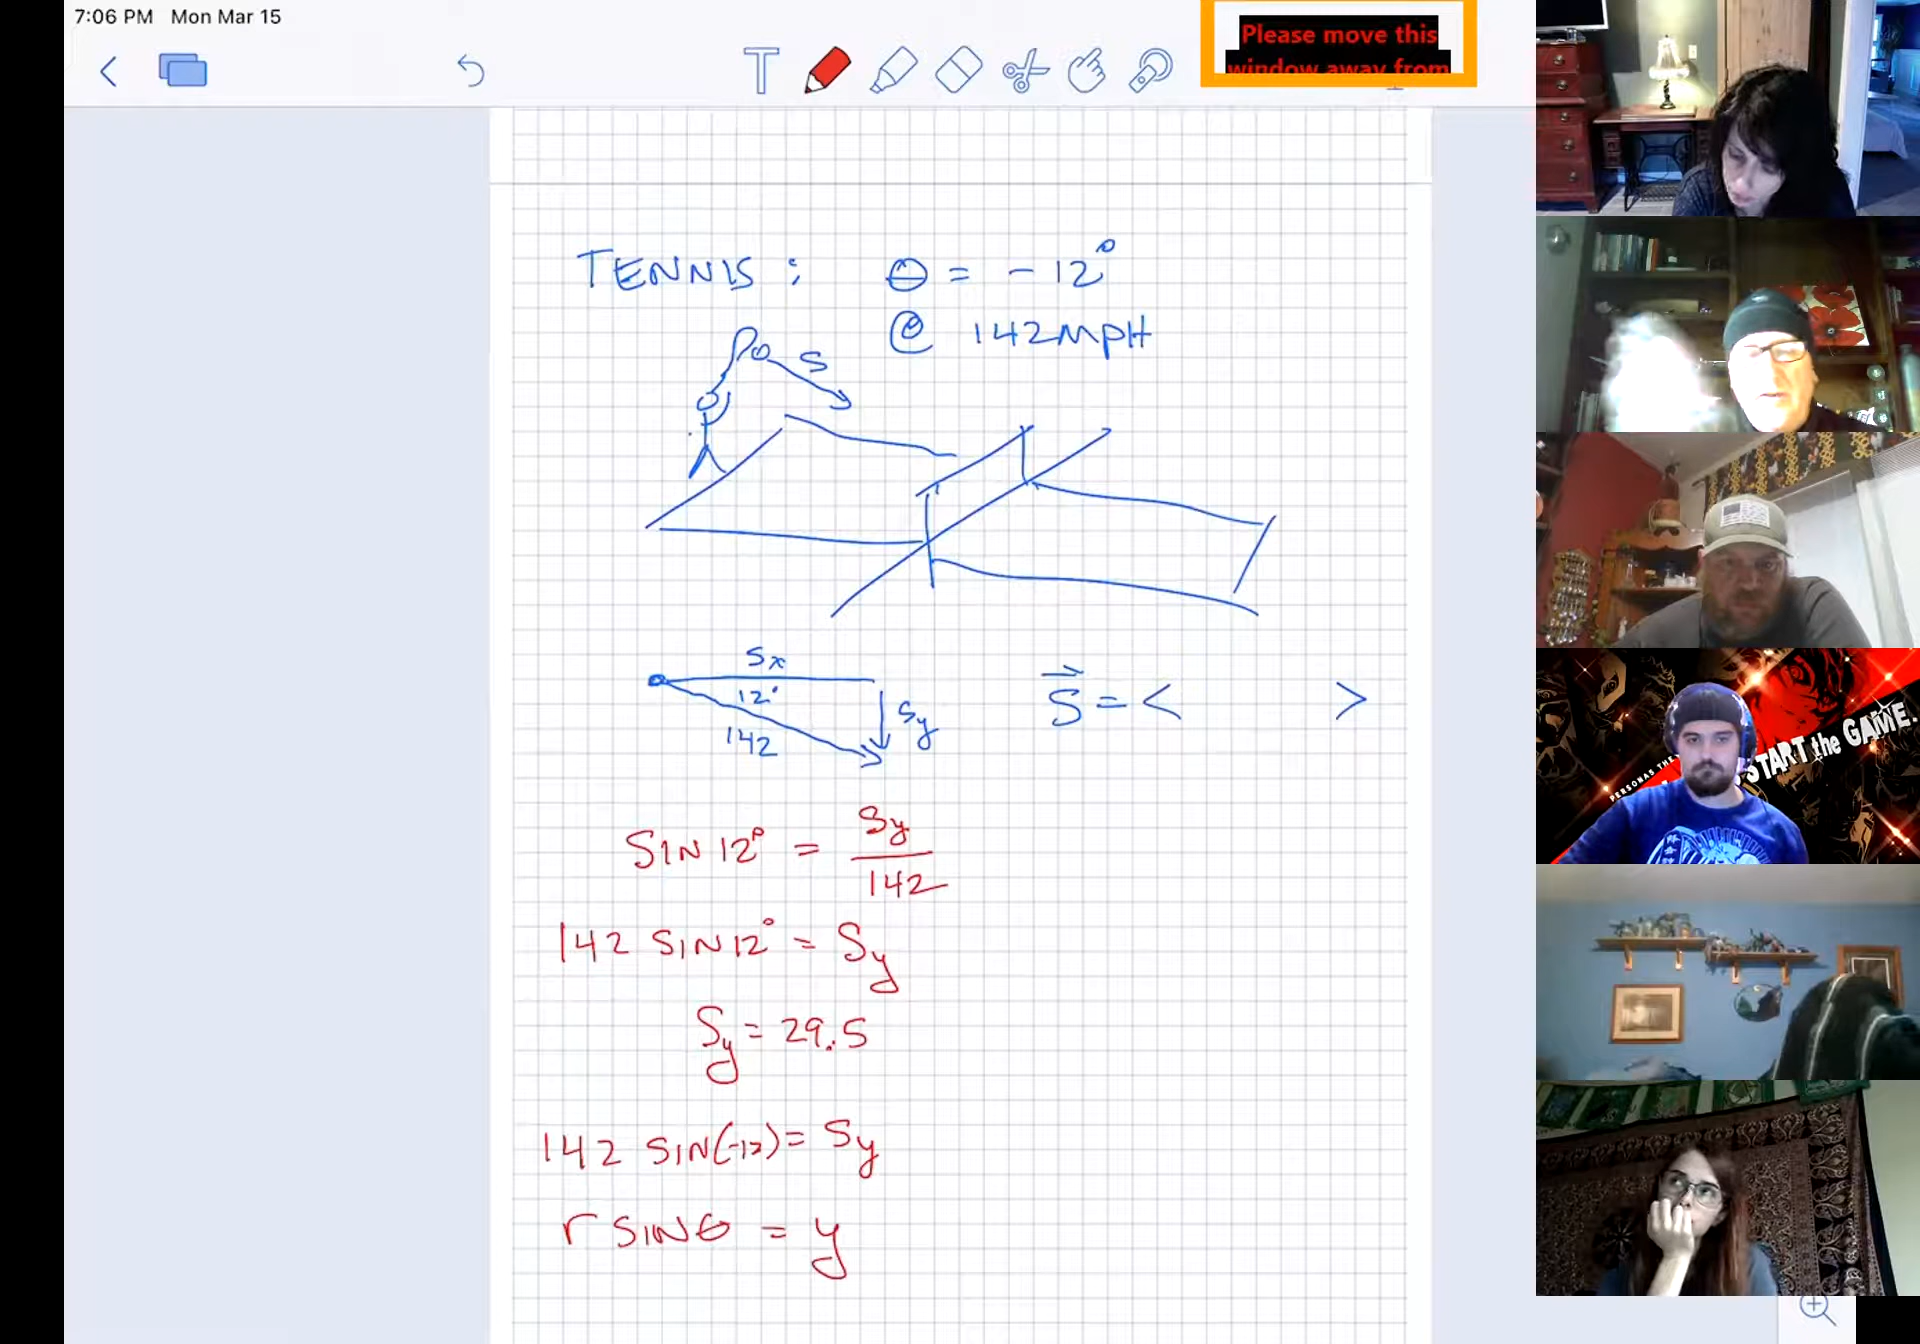 7:06 PM Mon Mar 15
Please move this
window away from
TENNIS: θ = -12°
@ 142MPH
S
Sx
12°
142
Sy
S = < >
SIN 12° = Sy / 142
142 SIN 12° = Sy
Sy = 29.5
142 SIN(-12) = Sy
r SIN θ = y
START the GAME.